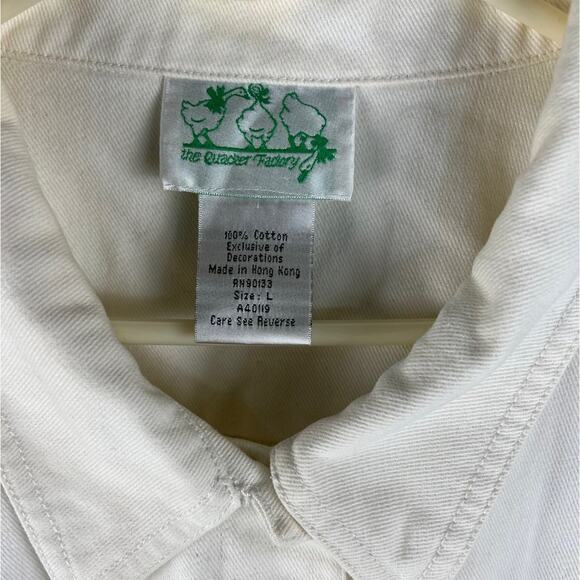 the Quacker Factory
100% Cotton
Exclusive of
Decorations
Made in Hong Kong
RN90133
Size: L
A40119
Care See Reverse